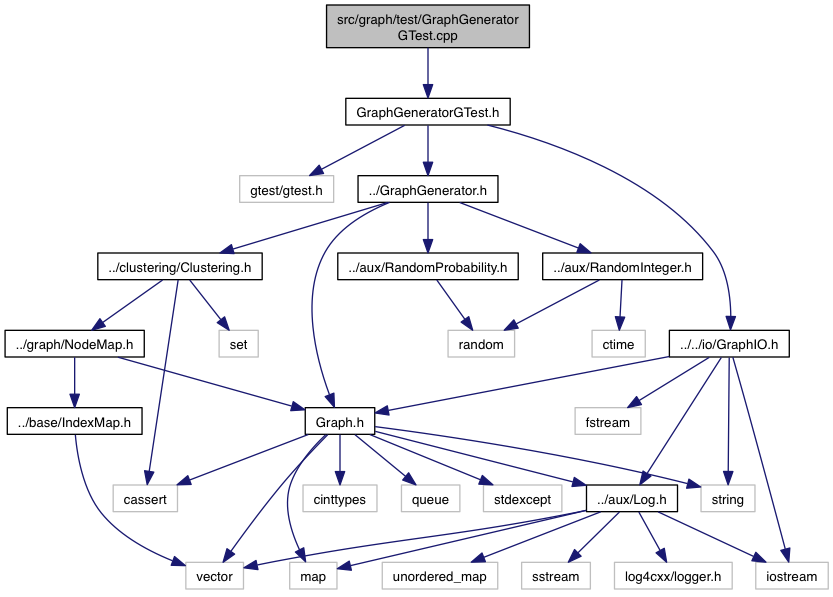 src/graph/test/GraphGenerator
GTest.cpp
GraphGeneratorGTest.h
gtest/gtest.h
../GraphGenerator.h
../clustering/Clustering.h
../aux/RandomProbability.h
../aux/RandomInteger.h
../graph/NodeMap.h
set
random
ctime
../../io/GraphIO.h
../base/IndexMap.h
Graph.h
fstream
cassert
cinttypes
queue
stdexcept
../aux/Log.h
string
vector
map
unordered_map
sstream
log4cxx/logger.h
iostream